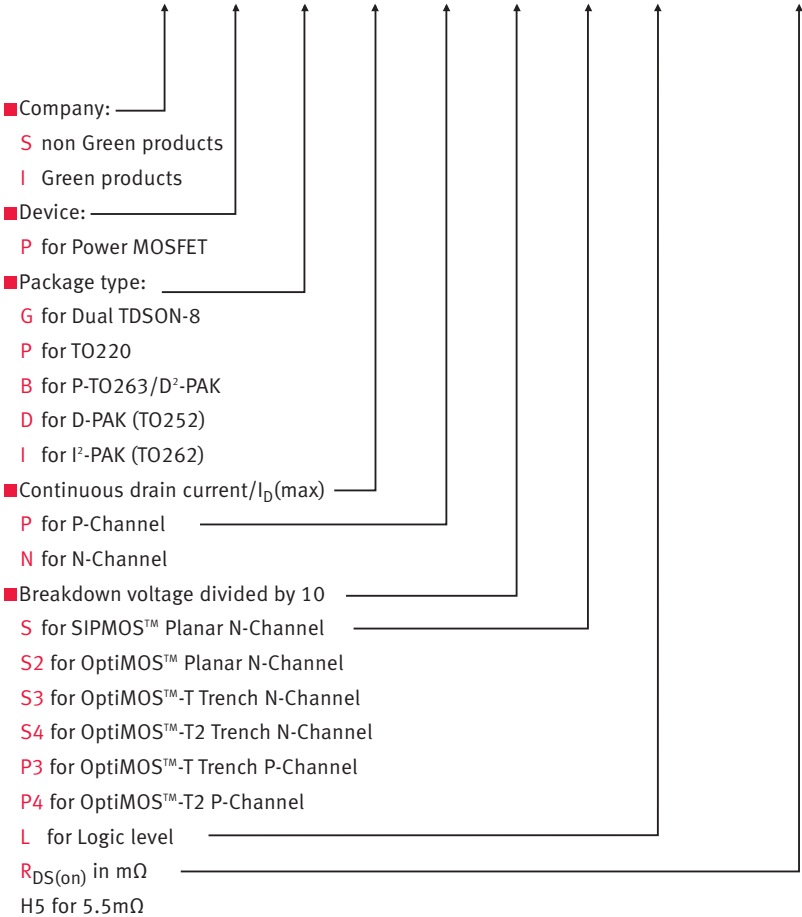 Company:
S non Green products
I Green products
Device:
P for Power MOSFET
Package type:
G for Dual TDSON-8
P for TO220
B for P-TO263/D²-PAK
D for D-PAK (TO252)
I for I²-PAK (TO262)
Continuous drain current/I_D(max)
P for P-Channel
N for N-Channel
Breakdown voltage divided by 10
S for SIPMOS™ Planar N-Channel
S2 for OptiMOS™ Planar N-Channel
S3 for OptiMOS™-T Trench N-Channel
S4 for OptiMOS™-T2 Trench N-Channel
P3 for OptiMOS™-T Trench P-Channel
P4 for OptiMOS™-T2 P-Channel
L for Logic level
R_DS(on) in mΩ
H5 for 5.5mΩ